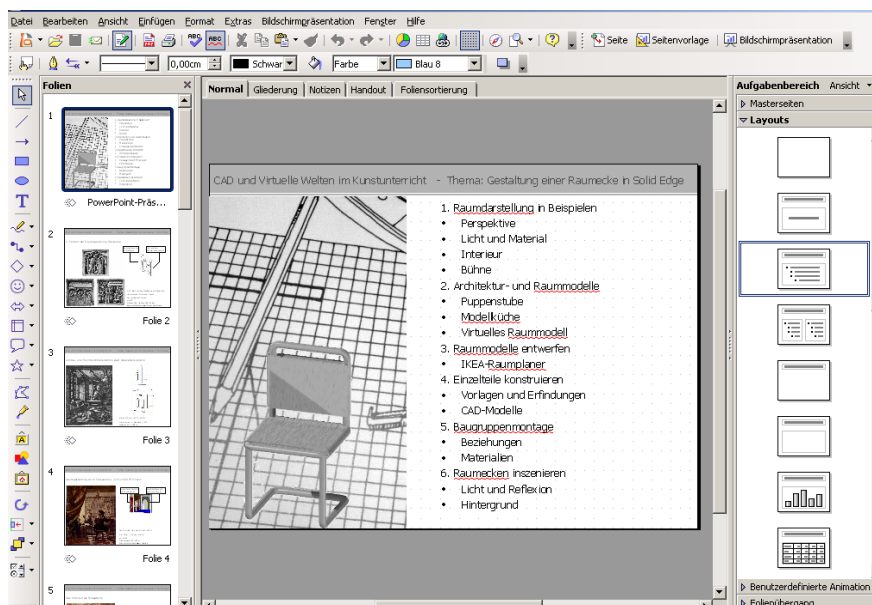 Datei Bearbeiten Ansicht Einfügen Format Extras Bildschirmpräsentation Fenster Hilfe
Seite Seitenvorlage Bildschirmpräsentation
0,00cm Schwar Farbe Blau 8
Folien
Normal Gliederung Notizen Handout Foliensortierung
Aufgabenbereich Ansicht
Masterseiten
Layouts
1
PowerPoint-Präs...
2
Folie 2
3
Folie 3
4
Folie 4
5
CAD und Virtuelle Welten im Kunstunterricht - Thema: Gestaltung einer Raumecke in Solid Edge
1. Raumdarstellung in Beispielen
• Perspektive
• Licht und Material
• Interieur
• Bühne
2. Architektur- und Raummodelle
• Puppenstube
• Modellküche
• Virtuelles Raummodell
3. Raummodelle entwerfen
• IKEA-Raumplaner
4. Einzelteile konstruieren
• Vorlagen und Erfindungen
• CAD-Modelle
5. Baugruppenmontage
• Beziehungen
• Materialien
6. Raumecken inszenieren
• Licht und Reflexion
• Hintergrund
Benutzerdefinierte Animation
Folienübergang